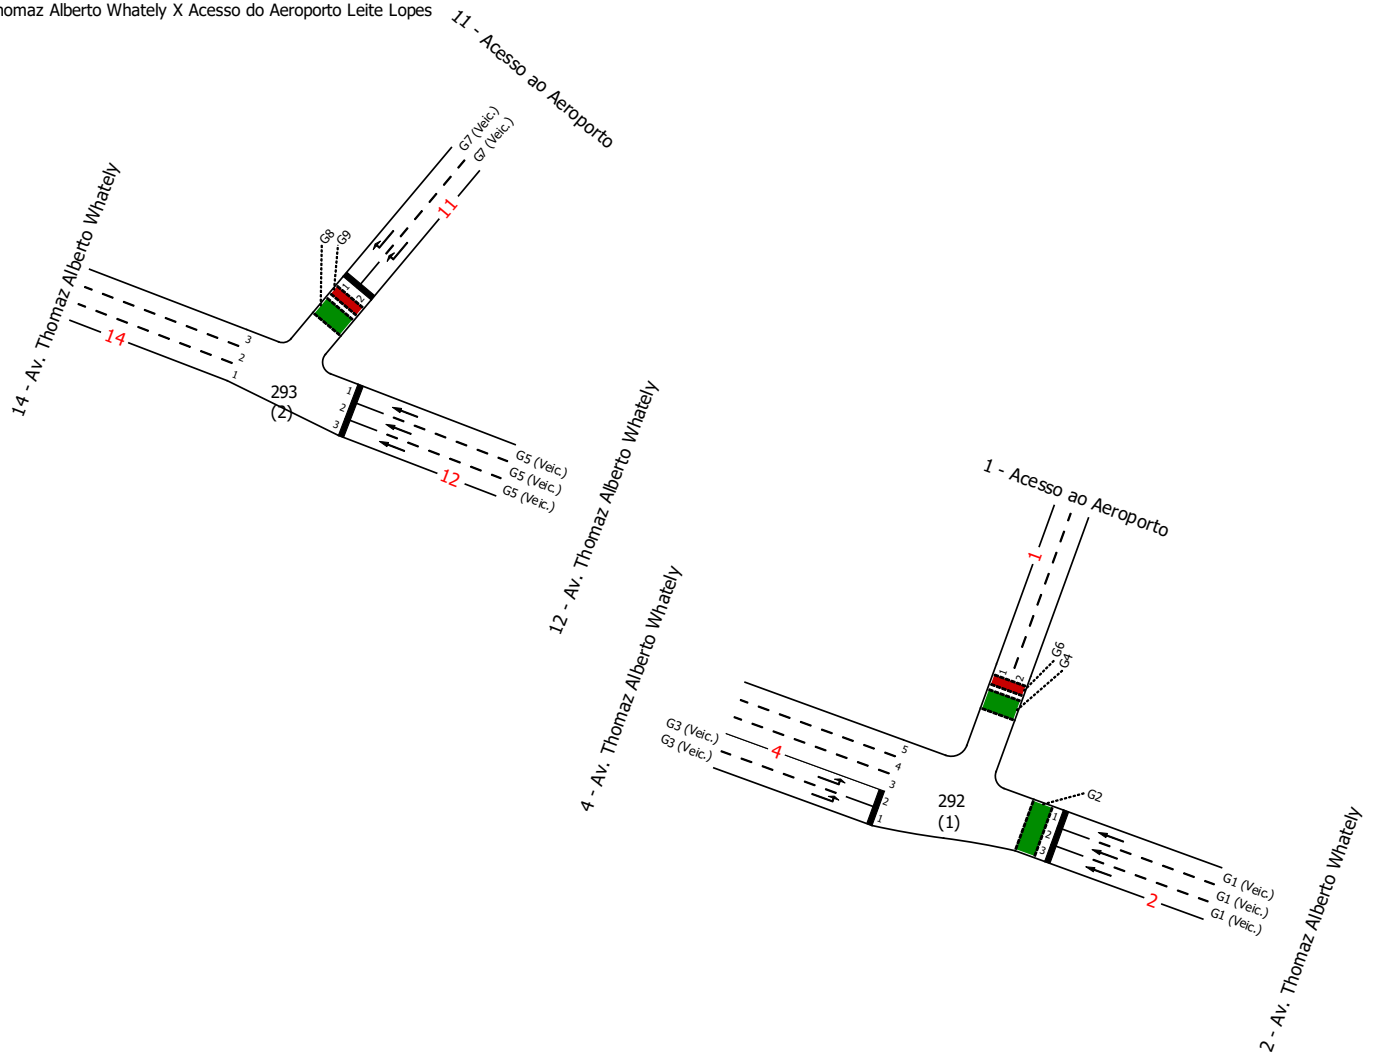 homaz Alberto Whately X Acesso do Aeroporto Leite Lopes
11 - Acesso ao Aeroporto
G7 (Veic.)
G7 (Veic.)
11
14 - Av. Thomaz Alberto Whately
G8
G9
1
2
14
3
2
1
293
(2)
1
2
3
12
G5 (Veic.)
G5 (Veic.)
G5 (Veic.)
12 - Av. Thomaz Alberto Whately
1 - Acesso ao Aeroporto
1
4 - Av. Thomaz Alberto Whately
G6
G4
1
2
G3 (Veic.)
G3 (Veic.)
4
5
4
3
2
1
292
(1)
G2
1
2
3
2
G1 (Veic.)
G1 (Veic.)
G1 (Veic.)
2 - Av. Thomaz Alberto Whately